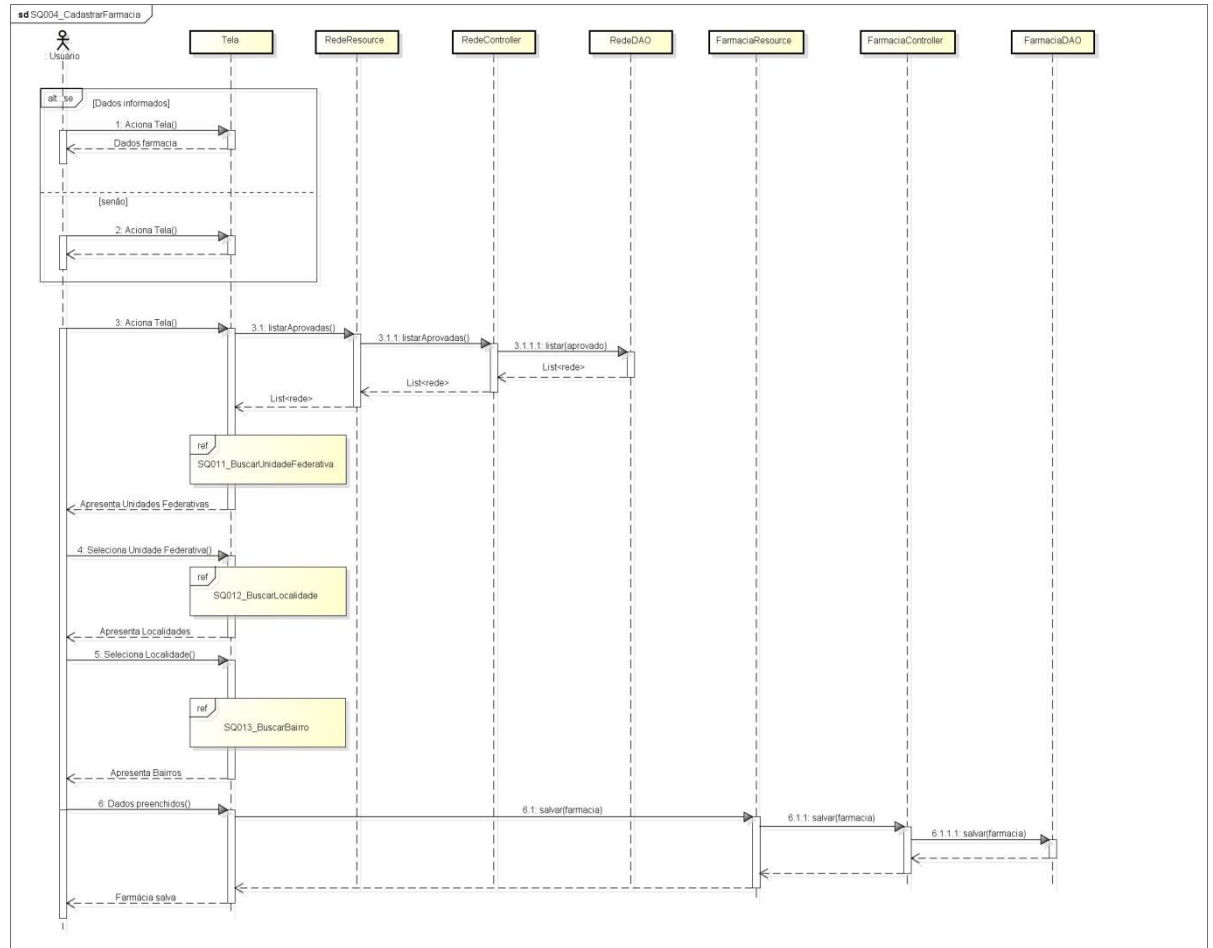 sd SQ004_CadastrarFarmacia
: Usuário
Tela
RedeResource
RedeController
RedeDAO
FarmaciaResource
FarmaciaController
FarmaciaDAO
alt se
[Dados informados]
1: Aciona Tela()
Dados farmacia
[senão]
2: Aciona Tela()
3: Aciona Tela()
3.1: listarAprovadas()
3.1.1: listarAprovadas()
3.1.1.1: listar(aprovado)
List<rede>
List<rede>
List<rede>
ref
SQ011_BuscarUnidadeFederativa
Apresenta Unidades Federativas
4: Seleciona Unidade Federativa()
ref
SQ012_BuscarLocalidade
Apresenta Localidades
5: Seleciona Localidade()
ref
SQ013_BuscarBairro
Apresenta Bairros
6: Dados preenchidos()
6.1: salvar(farmacia)
6.1.1: salvar(farmacia)
6.1.1.1: salvar(farmacia)
Farmácia salva